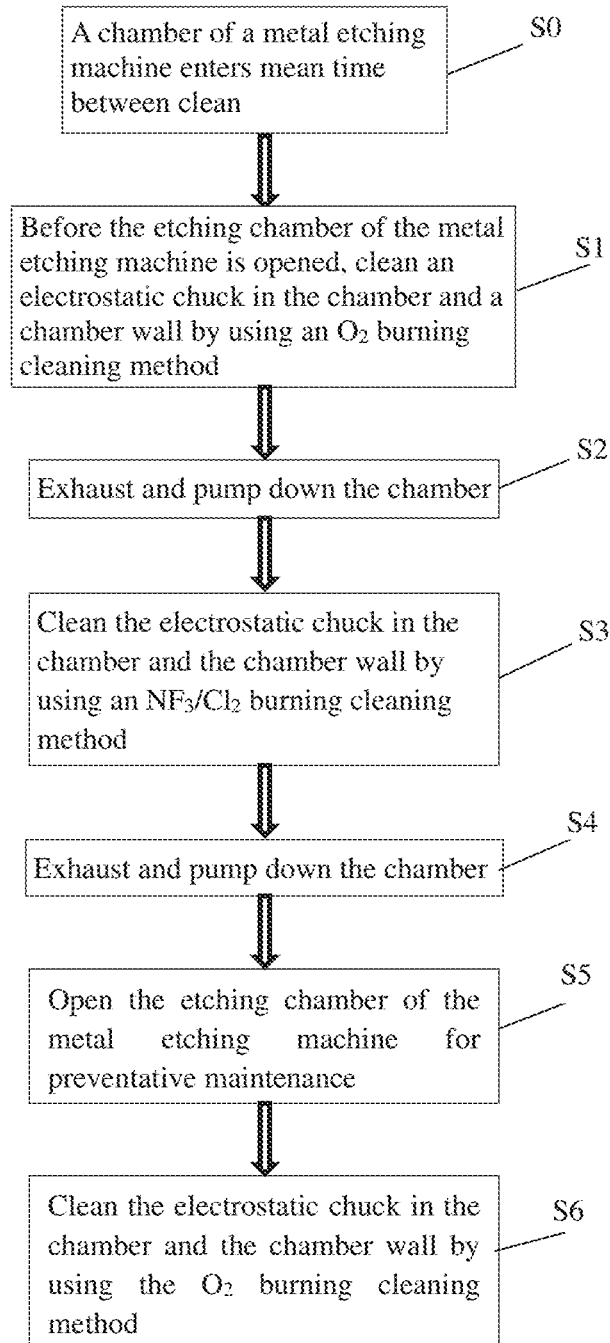 A chamber of a metal etching
machine enters mean time
between clean
S0
Before the etching chamber of the metal
etching machine is opened, clean an
electrostatic chuck in the chamber and a
chamber wall by using an O₂ burning
cleaning method
S1
Exhaust and pump down the chamber
S2
Clean the electrostatic chuck in the
chamber and the chamber wall by
using an NF₃/Cl₂ burning cleaning
method
S3
Exhaust and pump down the chamber
S4
Open the etching chamber of the
metal etching machine for
preventative maintenance
S5
Clean the electrostatic chuck in the
chamber and the chamber wall by
using the O₂ burning cleaning
method
S6